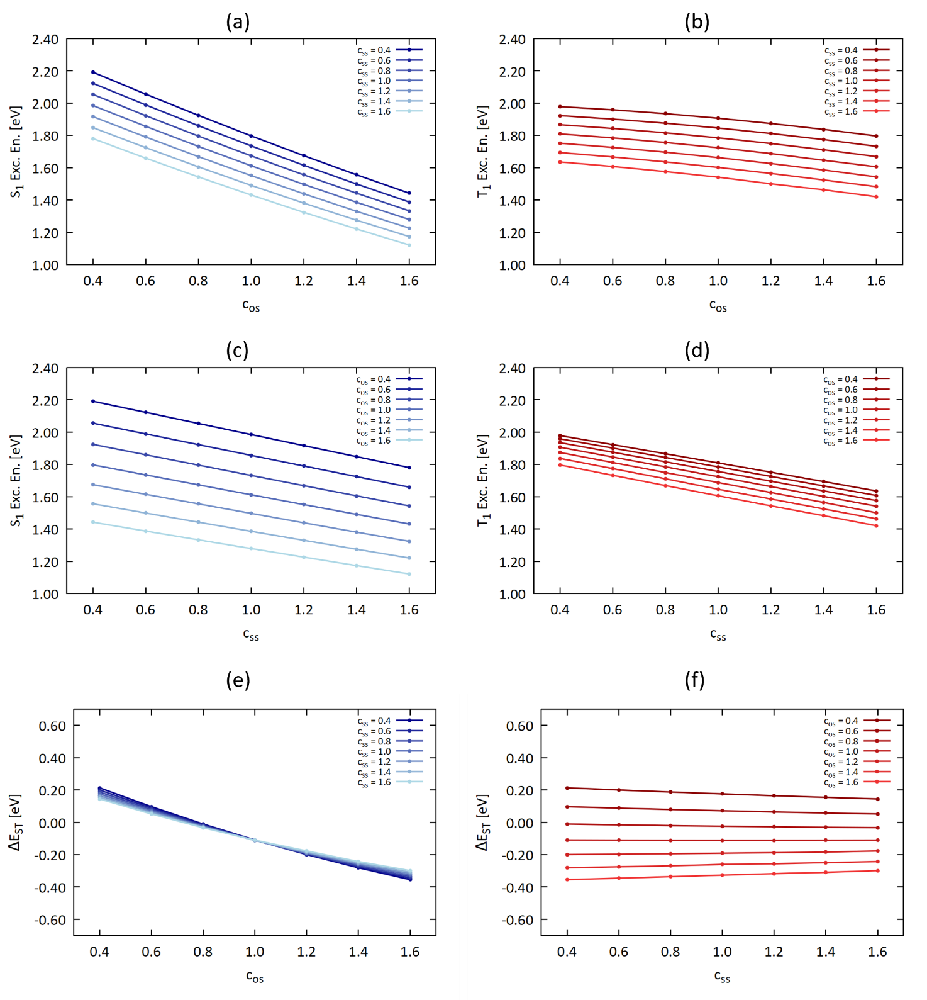 (a)
2.40
2.20
2.00
1.80
1.60
1.40
1.20
1.00
S1 Exc. En. [eV]
css = 0.4
css = 0.6
css = 0.8
css = 1.0
css = 1.2
css = 1.4
css = 1.6
0.4 0.6 0.8 1.0 1.2 1.4 1.6
cos
(b)
2.40
2.20
2.00
1.80
1.60
1.40
1.20
1.00
T1 Exc. En. [eV]
css = 0.4
css = 0.6
css = 0.8
css = 1.0
css = 1.2
css = 1.4
css = 1.6
0.4 0.6 0.8 1.0 1.2 1.4 1.6
cos
(c)
2.40
2.20
2.00
1.80
1.60
1.40
1.20
1.00
S1 Exc. En. [eV]
cos = 0.4
cos = 0.6
cos = 0.8
cos = 1.0
cos = 1.2
cos = 1.4
cos = 1.6
0.4 0.6 0.8 1.0 1.2 1.4 1.6
css
(d)
2.40
2.20
2.00
1.80
1.60
1.40
1.20
1.00
T1 Exc. En. [eV]
cos = 0.4
cos = 0.6
cos = 0.8
cos = 1.0
cos = 1.2
cos = 1.4
cos = 1.6
0.4 0.6 0.8 1.0 1.2 1.4 1.6
css
(e)
0.60
0.40
0.20
0.00
-0.20
-0.40
-0.60
ΔEST [eV]
css = 0.4
css = 0.6
css = 0.8
css = 1.0
css = 1.2
css = 1.4
css = 1.6
0.4 0.6 0.8 1.0 1.2 1.4 1.6
cos
(f)
0.60
0.40
0.20
0.00
-0.20
-0.40
-0.60
ΔEST [eV]
cos = 0.4
cos = 0.6
cos = 0.8
cos = 1.0
cos = 1.2
cos = 1.4
cos = 1.6
0.4 0.6 0.8 1.0 1.2 1.4 1.6
css